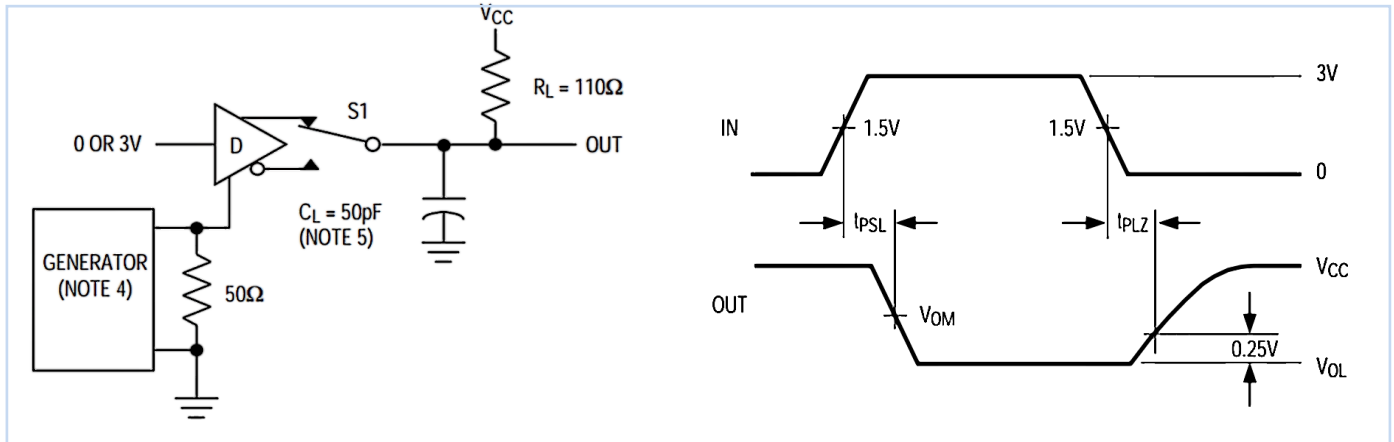 VCC
RL = 110Ω
S1
0 OR 3V
D
OUT
CL = 50pF
(NOTE 5)
GENERATOR
(NOTE 4)
50Ω
3V
IN
1.5V
1.5V
0
tPSL
tPLZ
VCC
OUT
VOM
0.25V
VOL